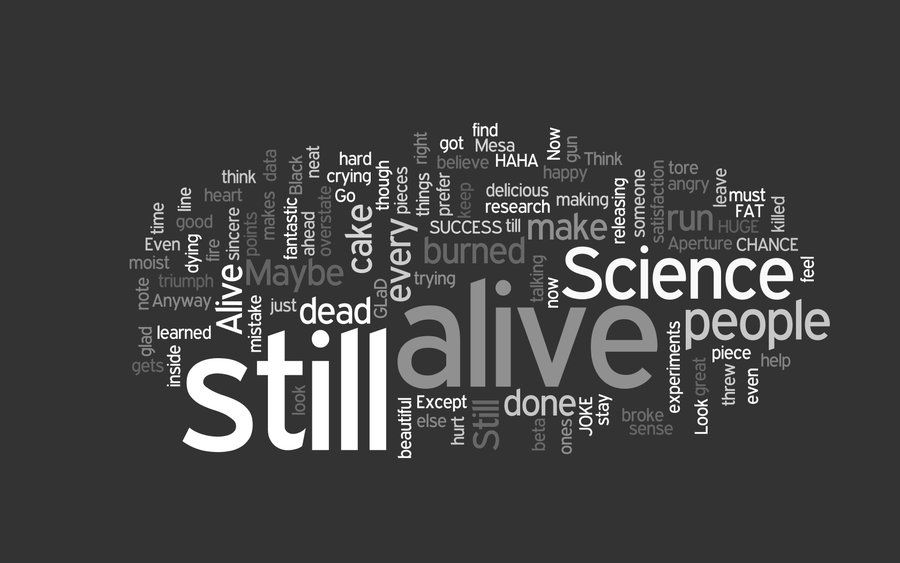 find
got
Mesa
Now
gun
right
neat
hard
believe
HAHA
Think
data
Black
crying
though
happy
tore
think
Go
pieces
things
prefer
keep
delicious
making
releasing
someone
satisfaction
angry
leave
must
heart
line
time
makes
fantastic
ahead
overstate
cake
every
research
FAT
killed
good
sincere
points
SUCCESS
till
make
run
HUGE
Even
dying
fire
burned
Aperture
CHANCE
moist
Maybe
trying
talking
now
Science
feel
triumph
Alive
note
Anyway
mistake
just
dead
GLaD
alive
people
learned
glad
gets
inside
still
look
experiments
great
piece
help
threw
even
beautiful
Except
else
hurt
Still
done
beta
ones
JOKE
stay
broke
sense
Look